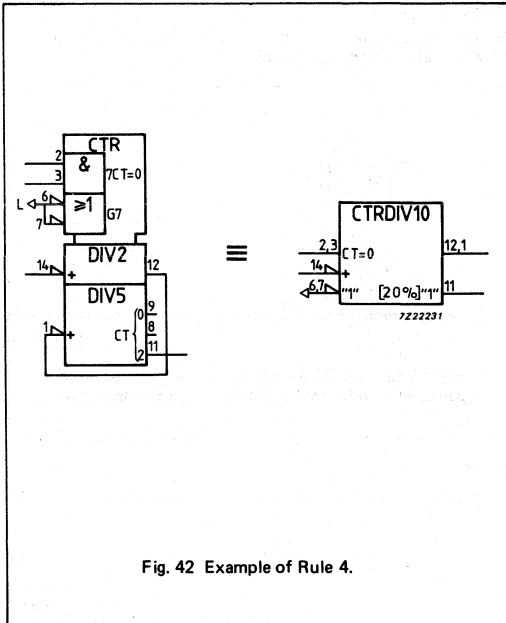 CTR
2
&
3
7CT=0
L
6
≥1
7
G7
DIV2
14
+
12
DIV5
1
+
CT
0
9
8
2
11
≡
CTRDIV10
2,3
CT=0
12,1
14
+
6,7
"1"
[20%]"1"
11
7Z22231
Fig. 42 Example of Rule 4.